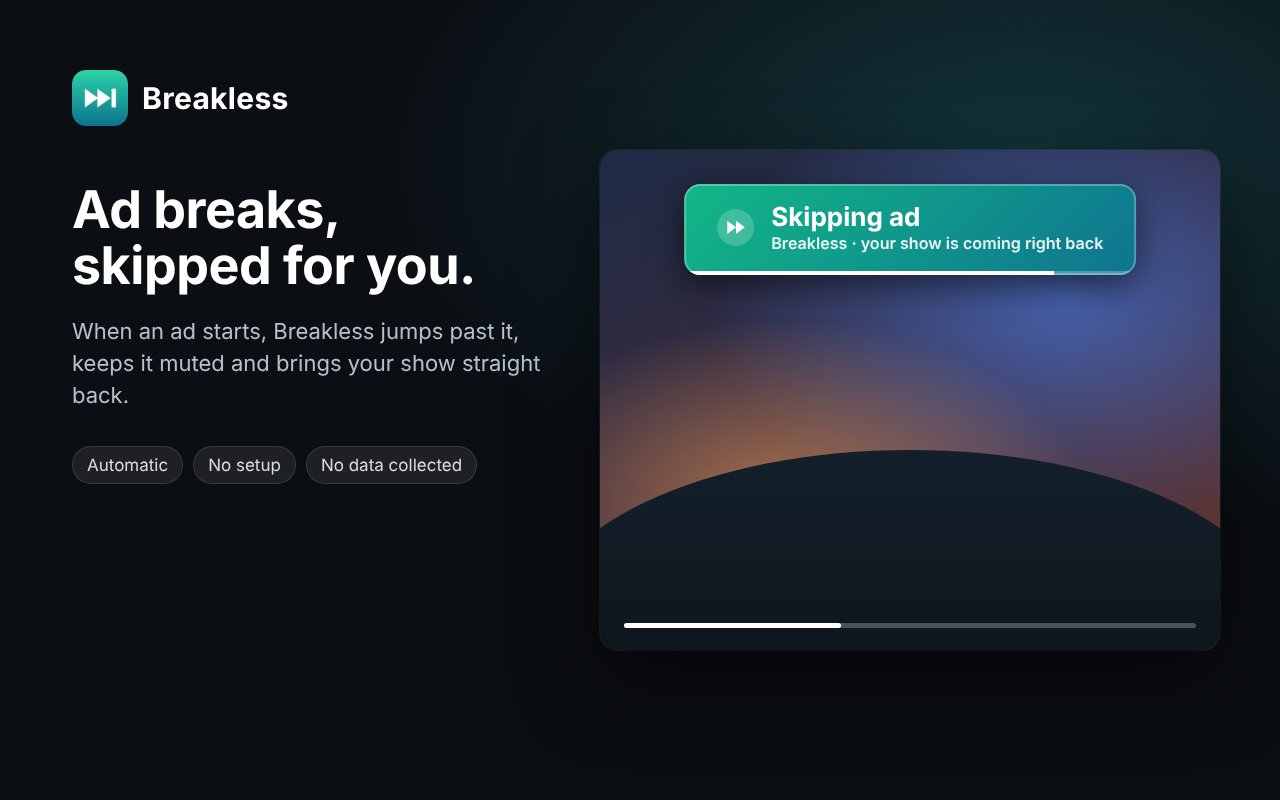 Breakless
Ad breaks,
skipped for you.
When an ad starts, Breakless jumps past it,
keeps it muted and brings your show straight
back.
Automatic
No setup
No data collected
Skipping ad
Breakless · your show is coming right back